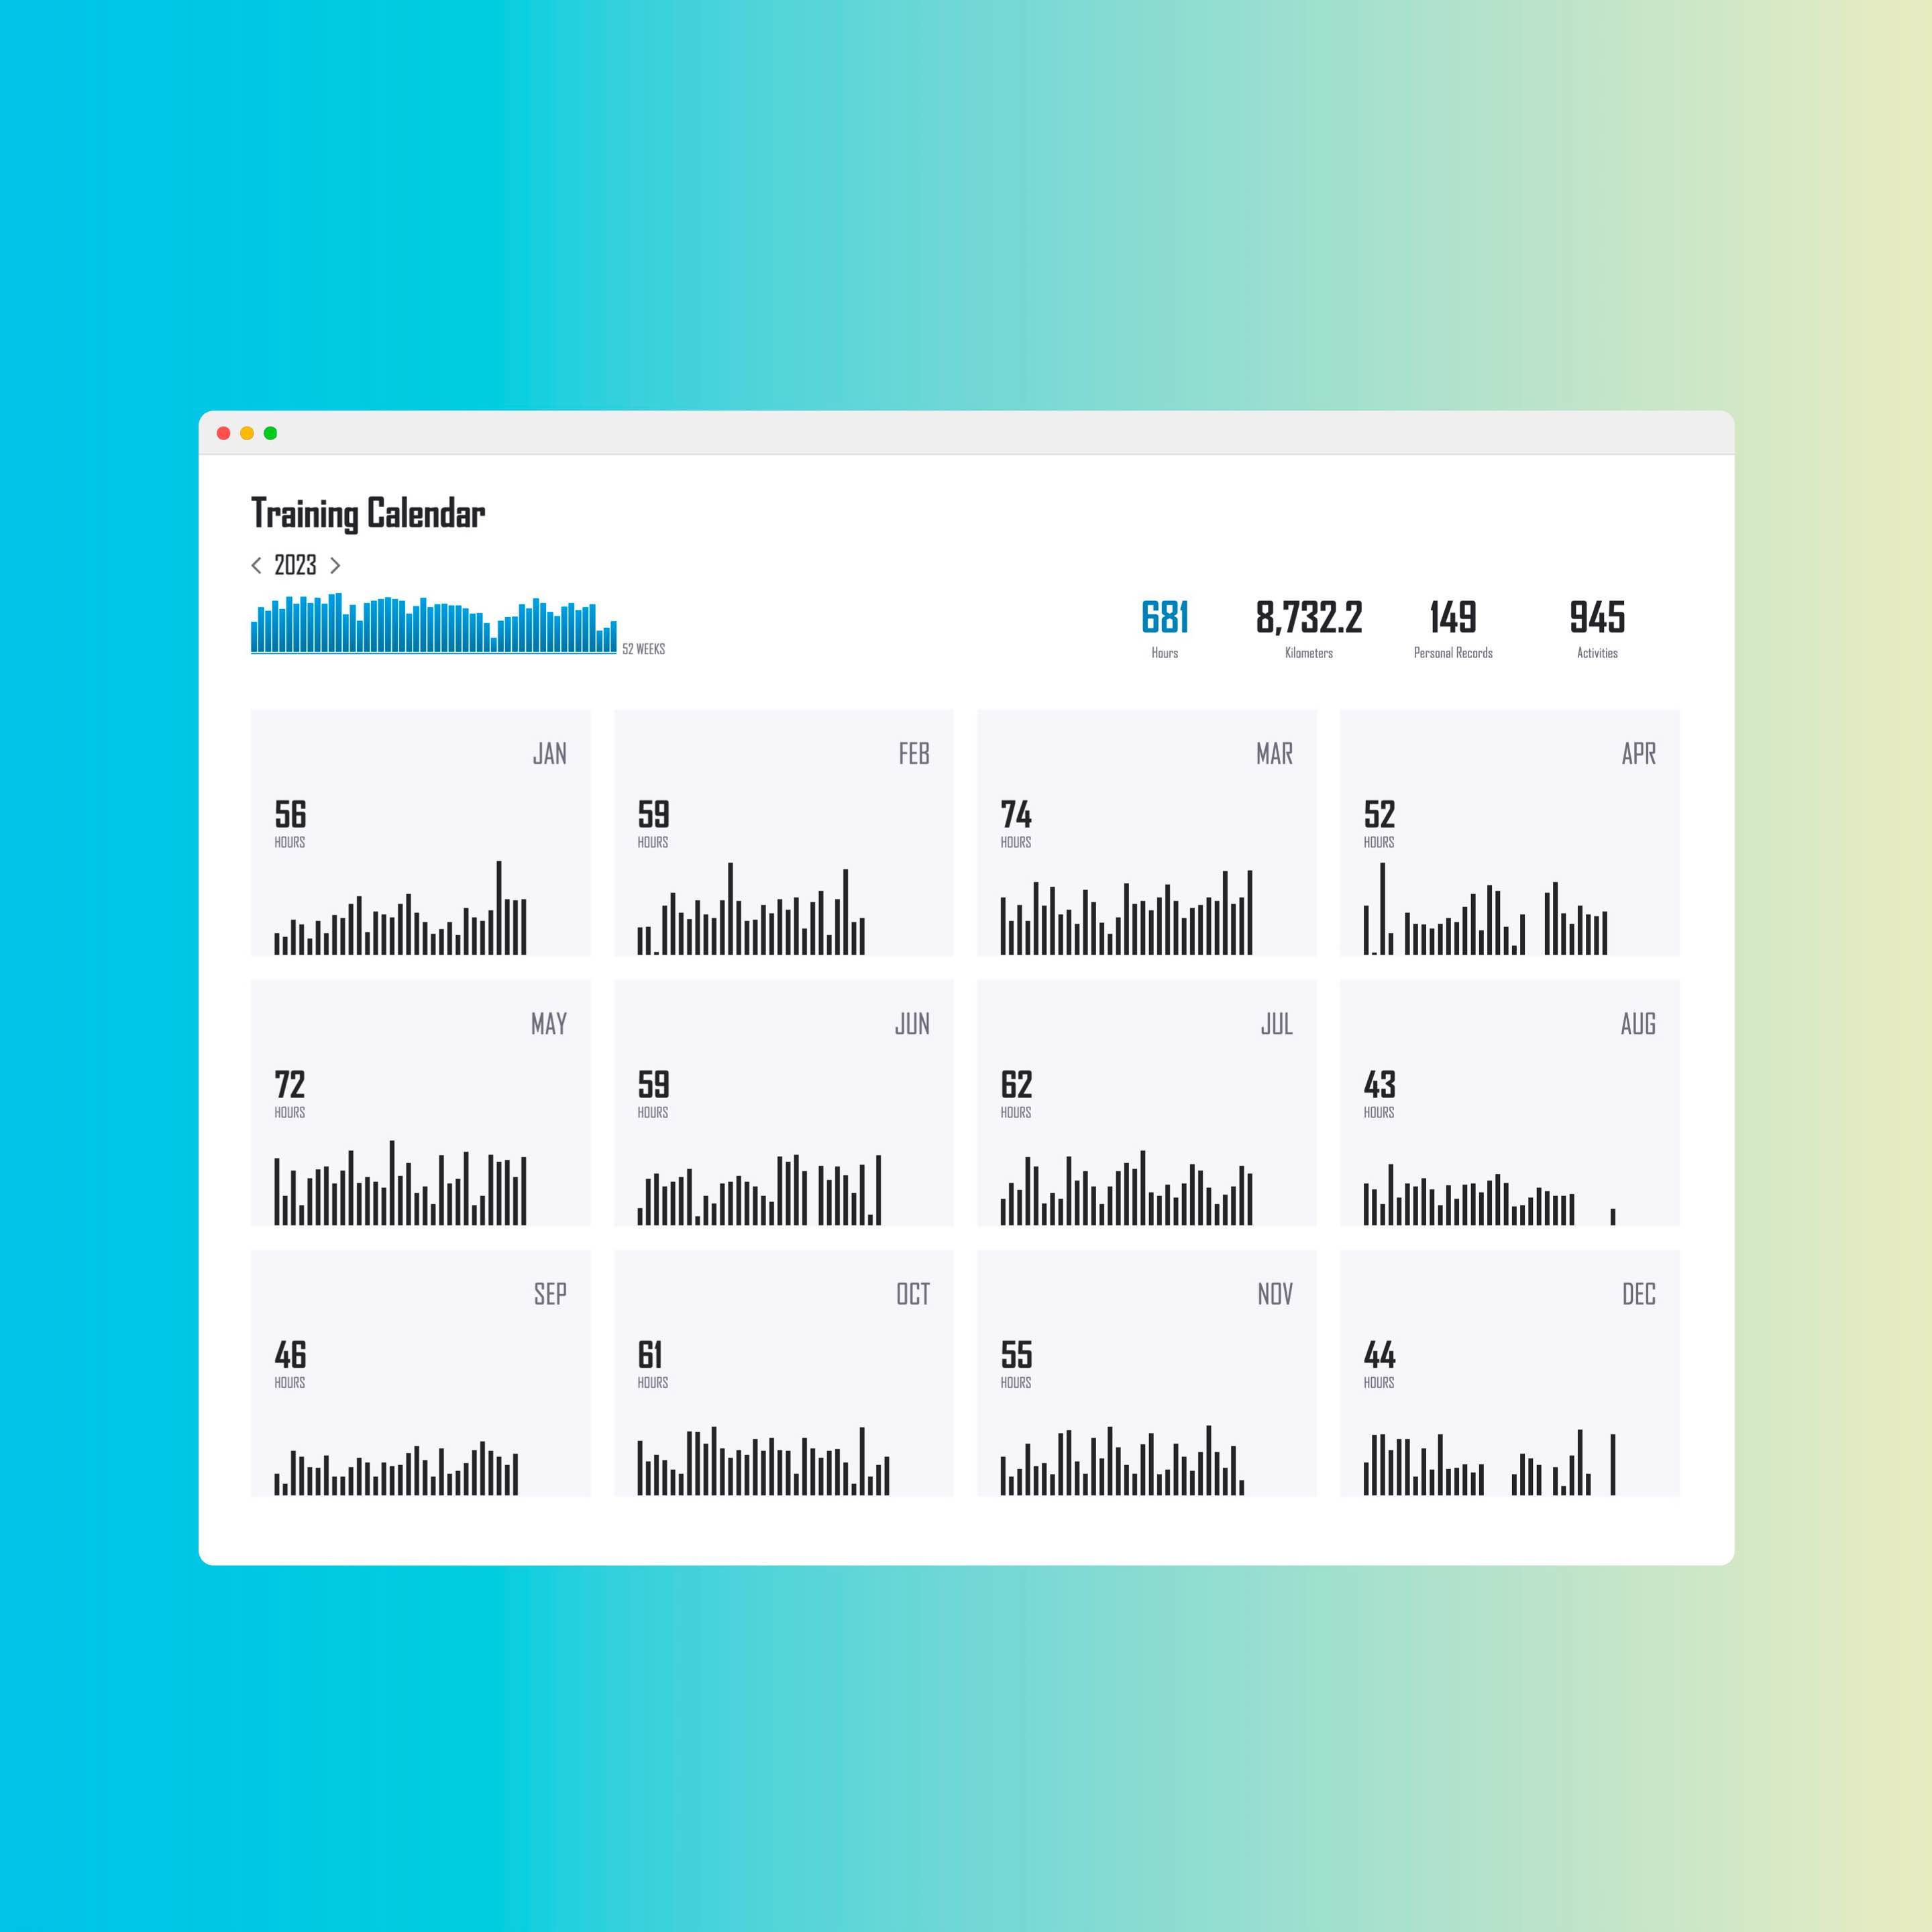 Training Calendar
< 2023 >
52 WEEKS
681 8,732.2 149 945
Hours Kilometers Personal Records Activities
JAN
56
HOURS
FEB
59
HOURS
MAR
74
HOURS
APR
52
HOURS
MAY
72
HOURS
JUN
59
HOURS
JUL
62
HOURS
AUG
43
HOURS
SEP
46
HOURS
OCT
61
HOURS
NOV
55
HOURS
DEC
44
HOURS